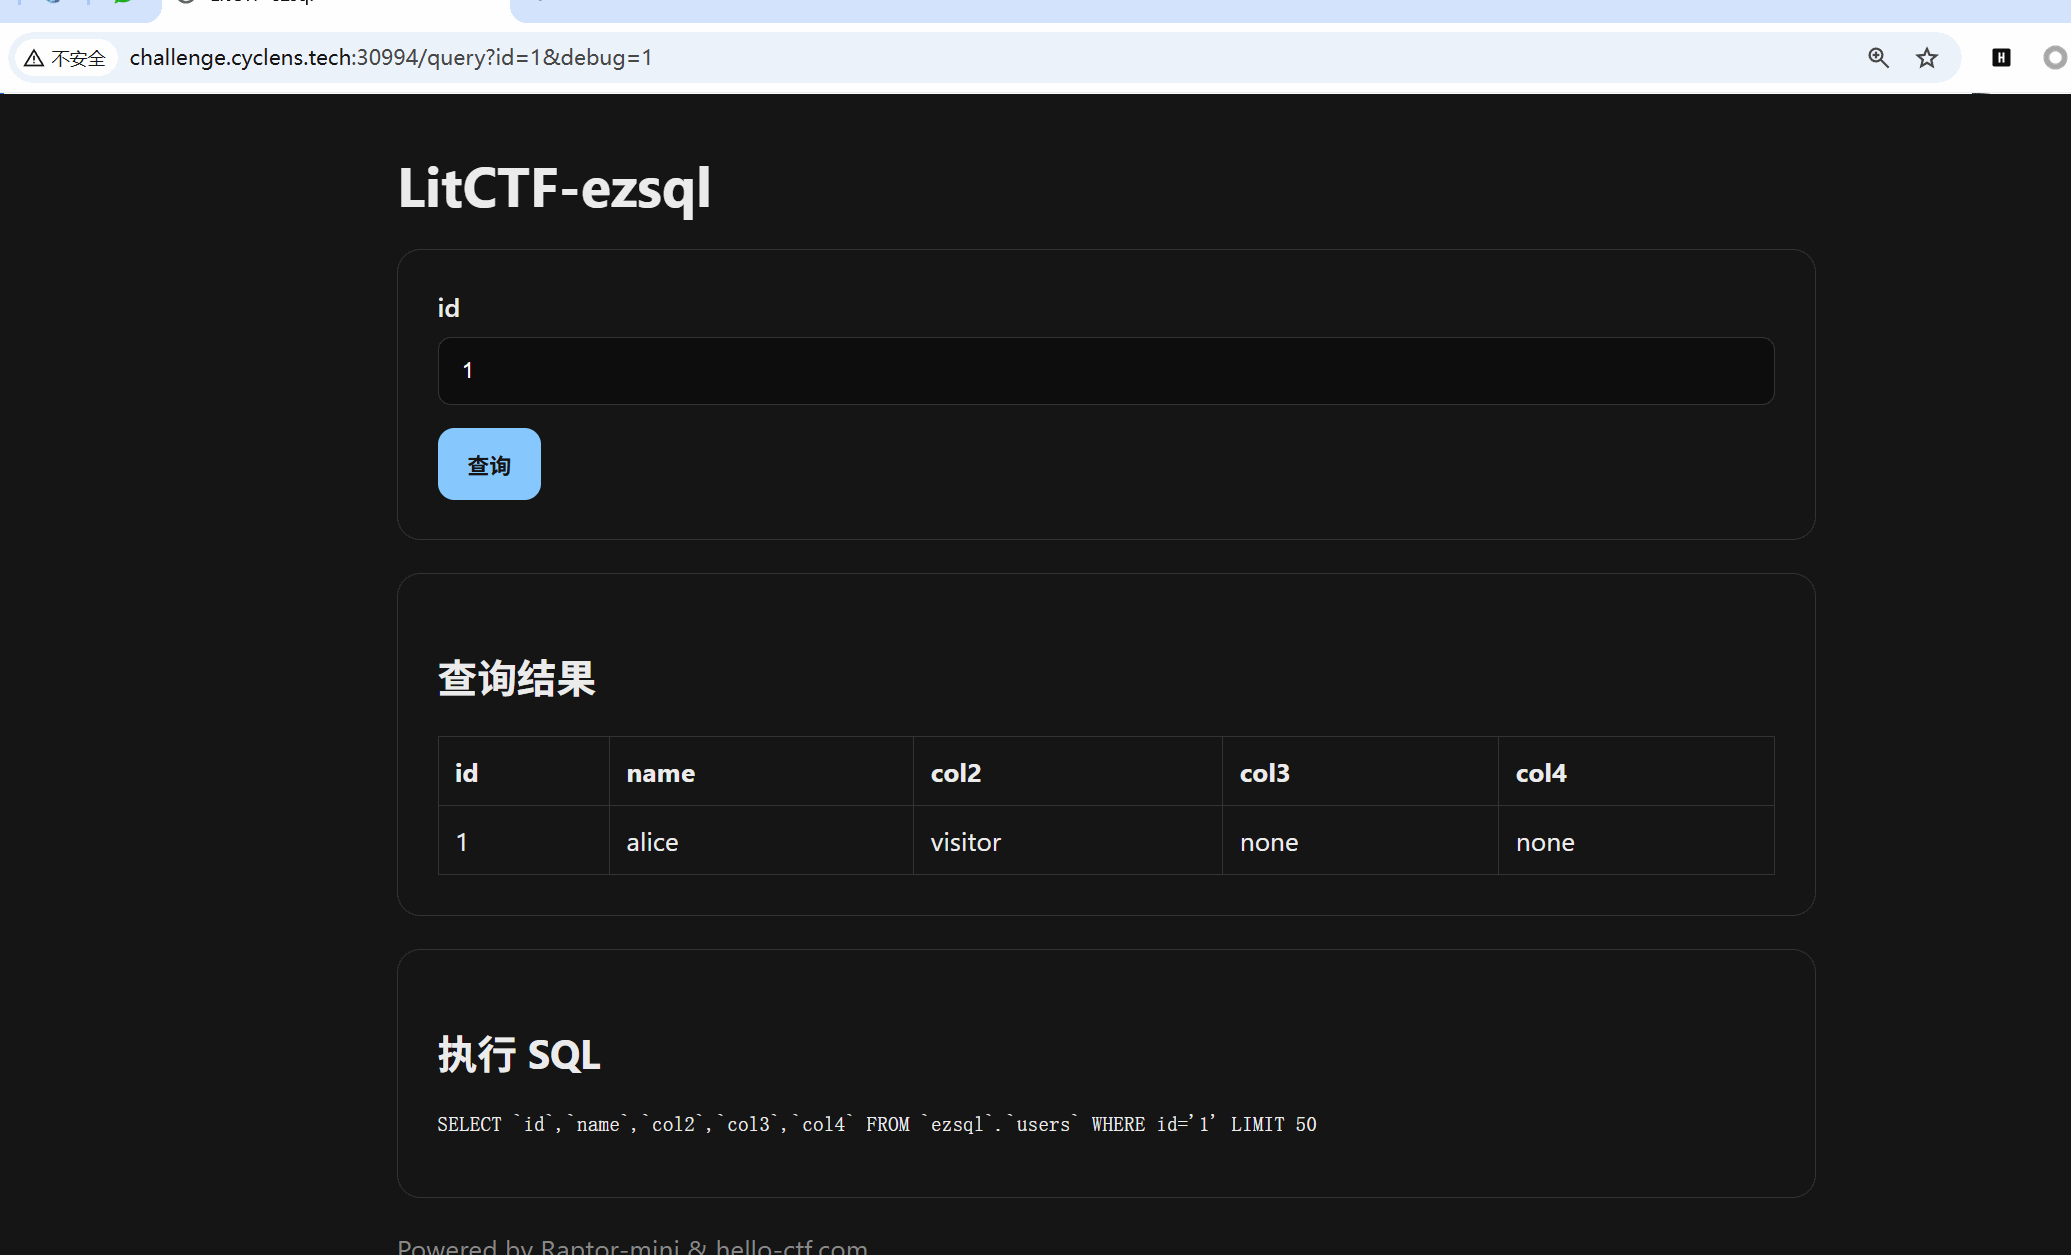 不安全 challenge.cyclens.tech:30994/query?id=1&debug=1
LitCTF-ezsql
id
1
查询
查询结果
id name col2 col3 col4
1 alice visitor none none
执行 SQL
SELECT `id`,`name`,`col2`,`col3`,`col4` FROM `ezsql`.`users` WHERE id='1' LIMIT 50
Powered by Raptor-mini & hello-ctf.com